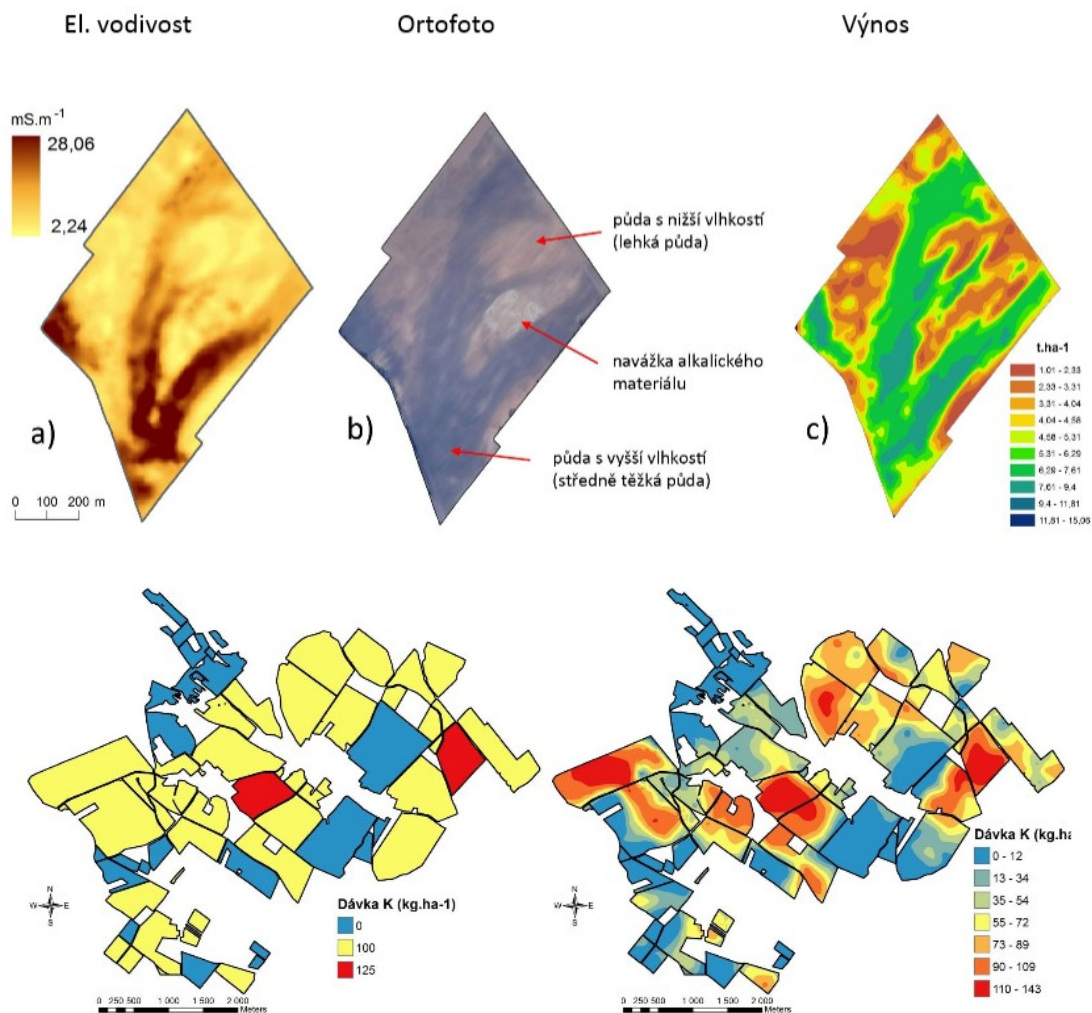 El. vodivost
Ortofoto
Výnos
mS.m⁻¹
28,06
2,24
a)
0 100 200 m
půda s nižší vlhkostí
(lehká půda)
navážka alkalického
materiálu
půda s vyšší vlhkostí
(středně těžká půda)
b)
c)
t.ha-1
1.01 - 2.33
2.33 - 3.31
3.31 - 4.04
4.04 - 4.58
4.58 - 5.31
5.31 - 6.29
6.29 - 7.61
7.61 - 9.4
9.4 - 11,81
11,81 - 15,06
N
W E
S
Dávka K (kg.ha-1)
0
100
125
0 250 500 1 000 1 500 2 000
Meters
N
W E
S
Dávka K (kg.ha
0 - 12
13 - 34
35 - 54
55 - 72
73 - 89
90 - 109
110 - 143
0 250 500 1 000 1 500 2 000
Meters